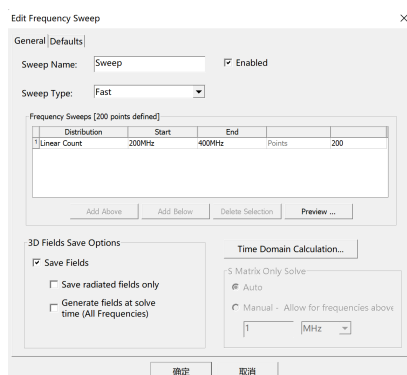 Edit Frequency Sweep
General Defaults
Sweep Name: Sweep Enabled
Sweep Type: Fast
Frequency Sweeps [200 points defined]
Distribution Start End
1 Linear Count 200MHz 400MHz Points 200
Add Above Add Below Delete Selection Preview ...
3D Fields Save Options
Time Domain Calculation...
Save Fields
S Matrix Only Solve
Auto
Save radiated fields only
Manual - Allow for frequencies above
Generate fields at solve
time (All Frequencies)
1 MHz
确定 取消